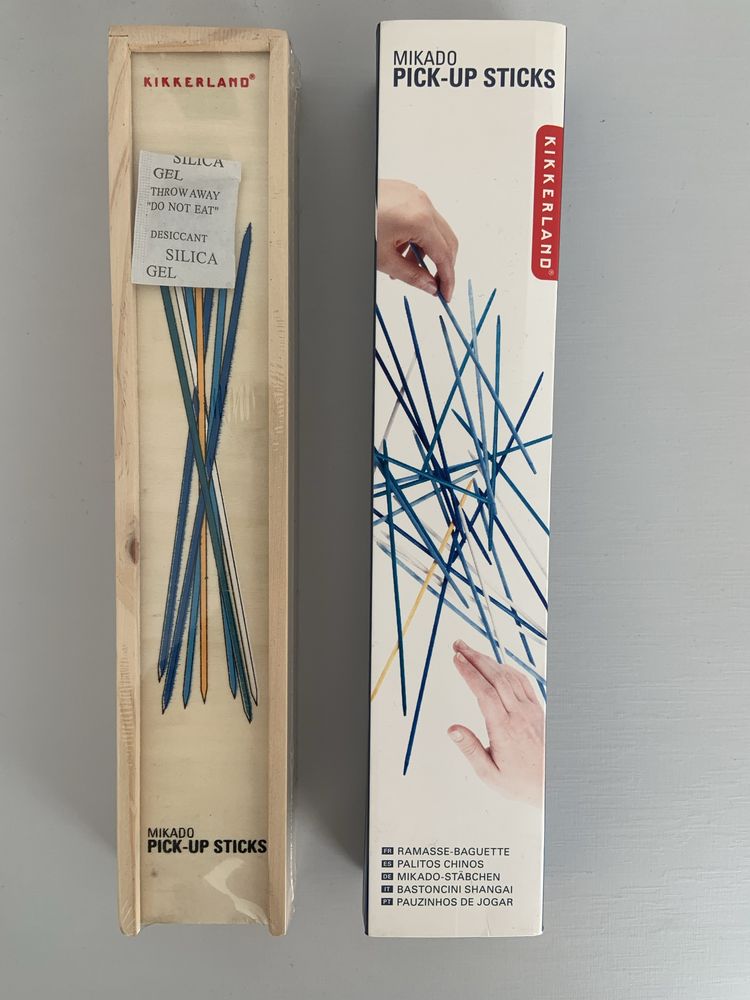 KIKKERLAND®
SILICA
GEL
THROW AWAY
"DO NOT EAT"
DESICCANT
SILICA
GEL
MIKADO
PICK-UP STICKS
MIKADO
PICK-UP STICKS
KIKKERLAND®
FR RAMASSE-BAGUETTE
ES PALITOS CHINOS
DE MIKADO-STÄBCHEN
IT BASTONCINI SHANGAI
PT PAUZINHOS DE JOGAR